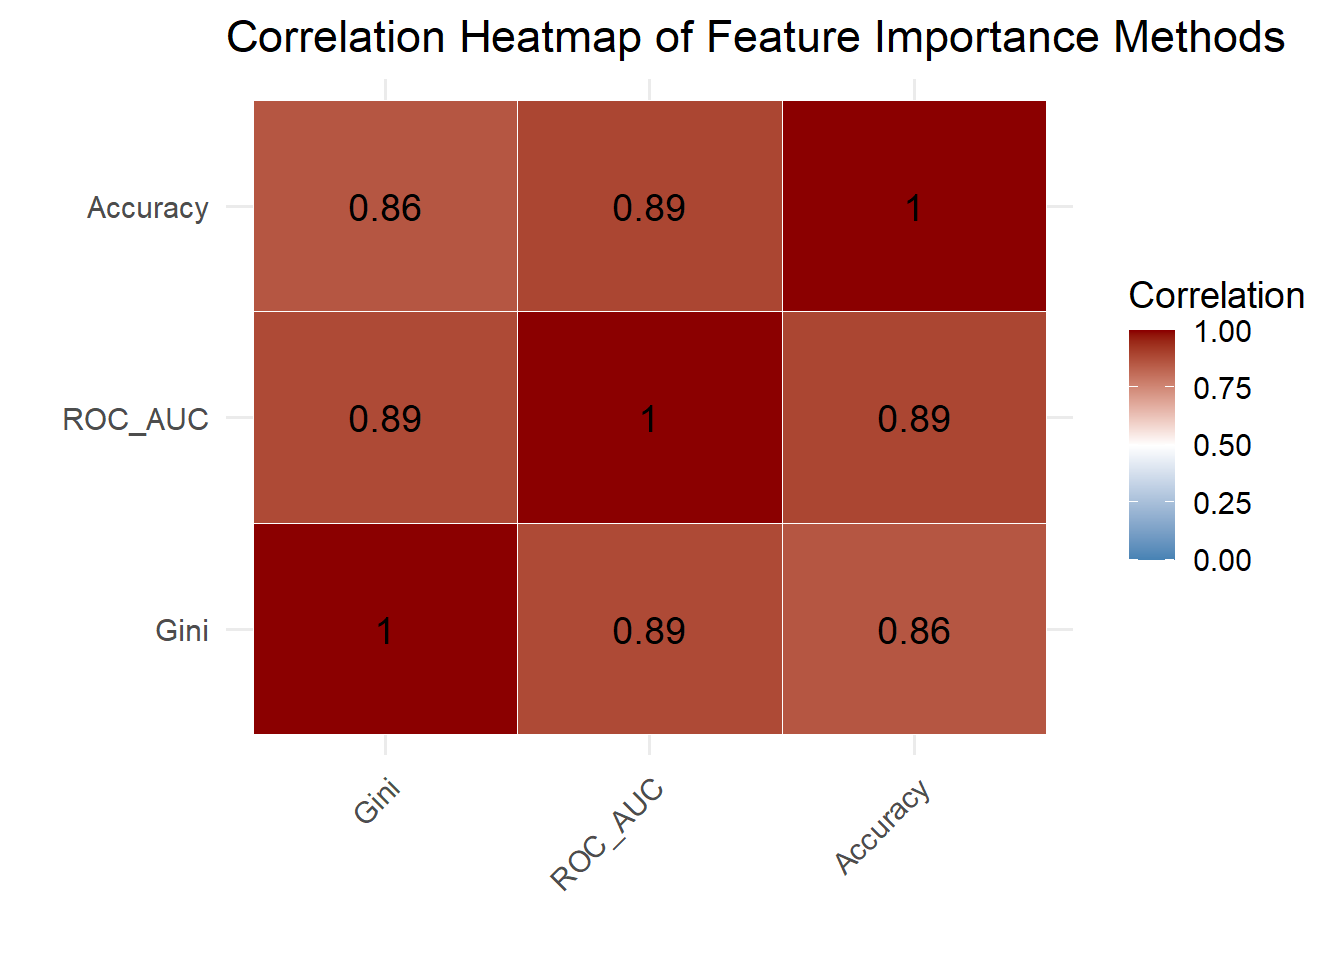 Correlation Heatmap of Feature Importance Methods
Accuracy
0.86 0.89 1
ROC_AUC
0.89 1 0.89
Gini
1 0.89 0.86
Gini
ROC_AUC
Accuracy
Correlation
1.00
0.75
0.50
0.25
0.00